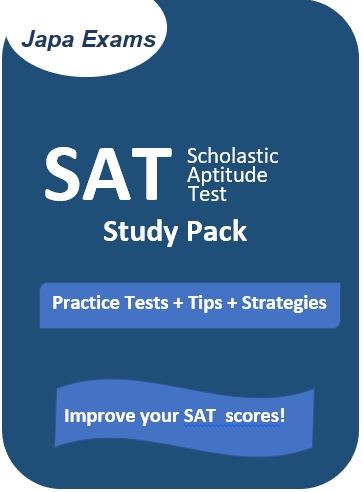 Japa Exams
SAT
Scholastic
Aptitude
Test
Study Pack
Practice Tests + Tips + Strategies
Improve your SAT scores!